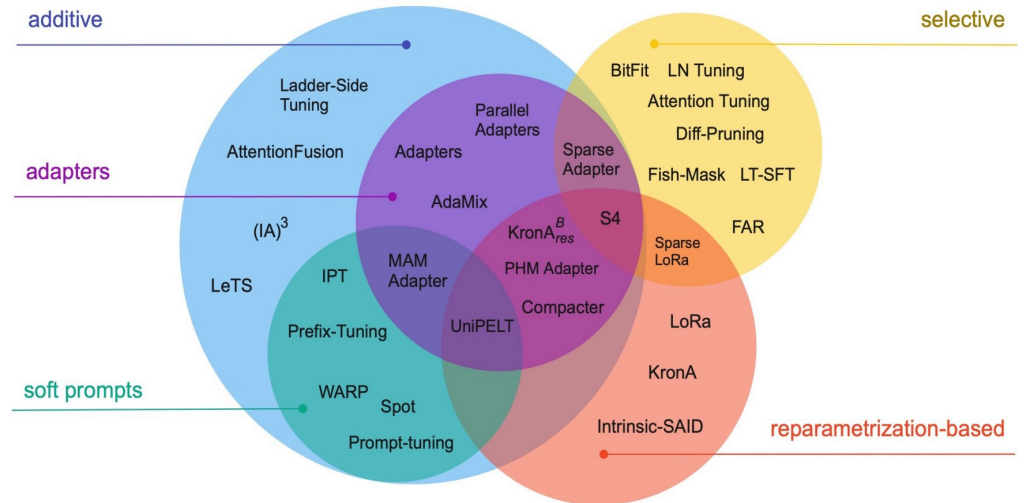 additive
selective
BitFit
LN Tuning
Ladder-Side
Tuning
Attention Tuning
Parallel
Adapters
Diff-Pruning
AttentionFusion
Adapters
Sparse
Adapter
adapters
Fish-Mask
LT-SFT
AdaMix
S4
FAR
(IA)³
KronA^B_res
Sparse
LoRa
MAM
Adapter
IPT
PHM Adapter
LeTS
Compacter
LoRa
Prefix-Tuning
UniPELT
KronA
soft prompts
WARP
Spot
Intrinsic-SAID
reparametrization-based
Prompt-tuning